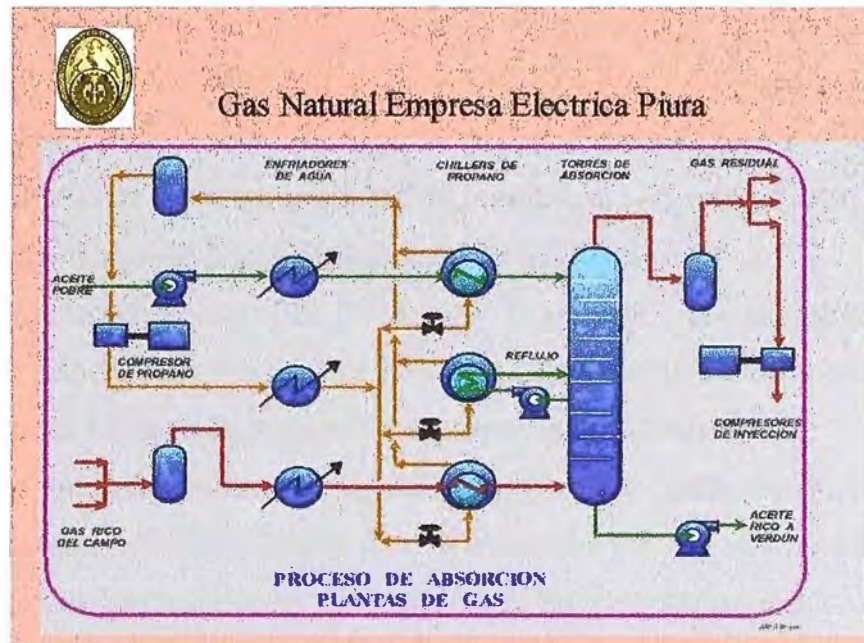 Gas Natural Empresa Electrica Piura
ENFRIADORES
DE AGUA
CHILLERS DE
PROPANO
TORRES DE
ABSORCION
GAS RESIDUAL
ACEITE
POBRE
COMPRESOR
DE PROPANO
REFLUJO
COMPRESORES
DE INYECCION
GAS RICO
DEL CAMPO
ACEITE
RICO A
VERDUN
PROCESO DE ABSORCION
PLANTAS DE GAS